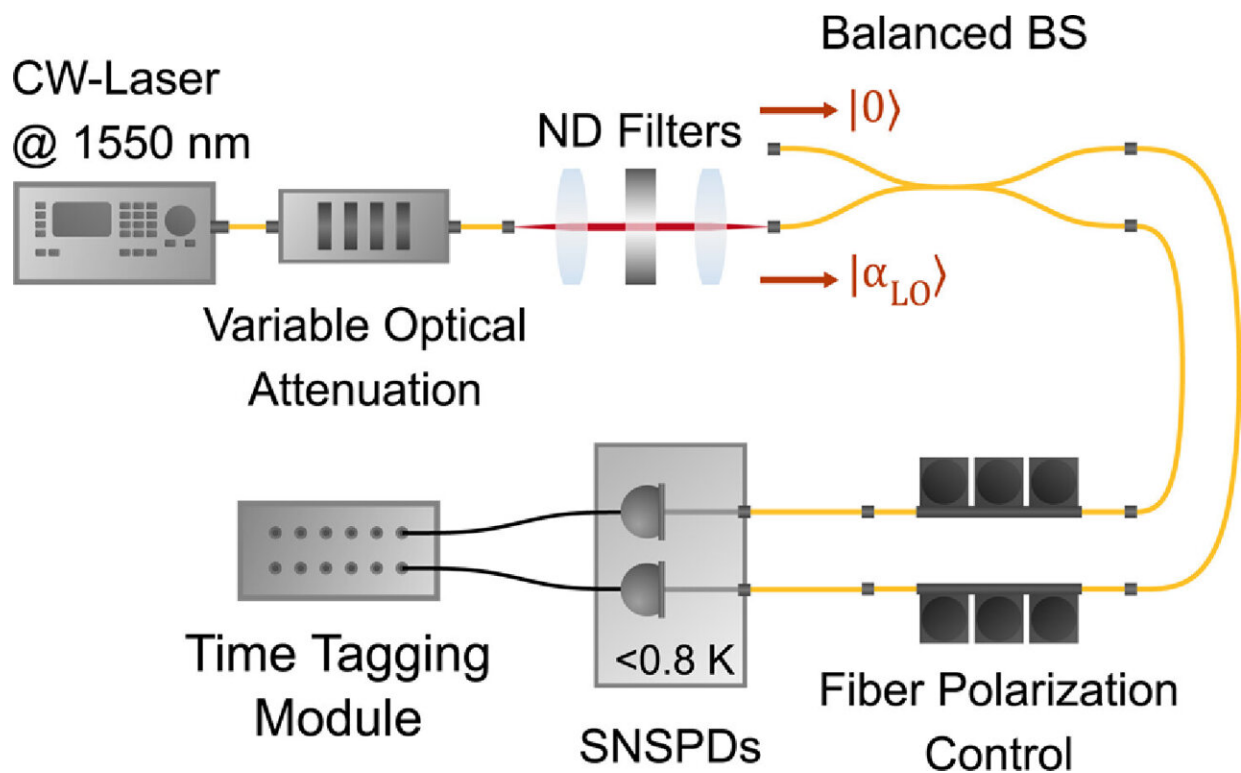 Balanced BS
CW-Laser
@ 1550 nm
ND Filters
|0⟩
|α_LO⟩
Variable Optical
Attenuation
<0.8 K
Time Tagging
Module
SNSPDs
Fiber Polarization
Control